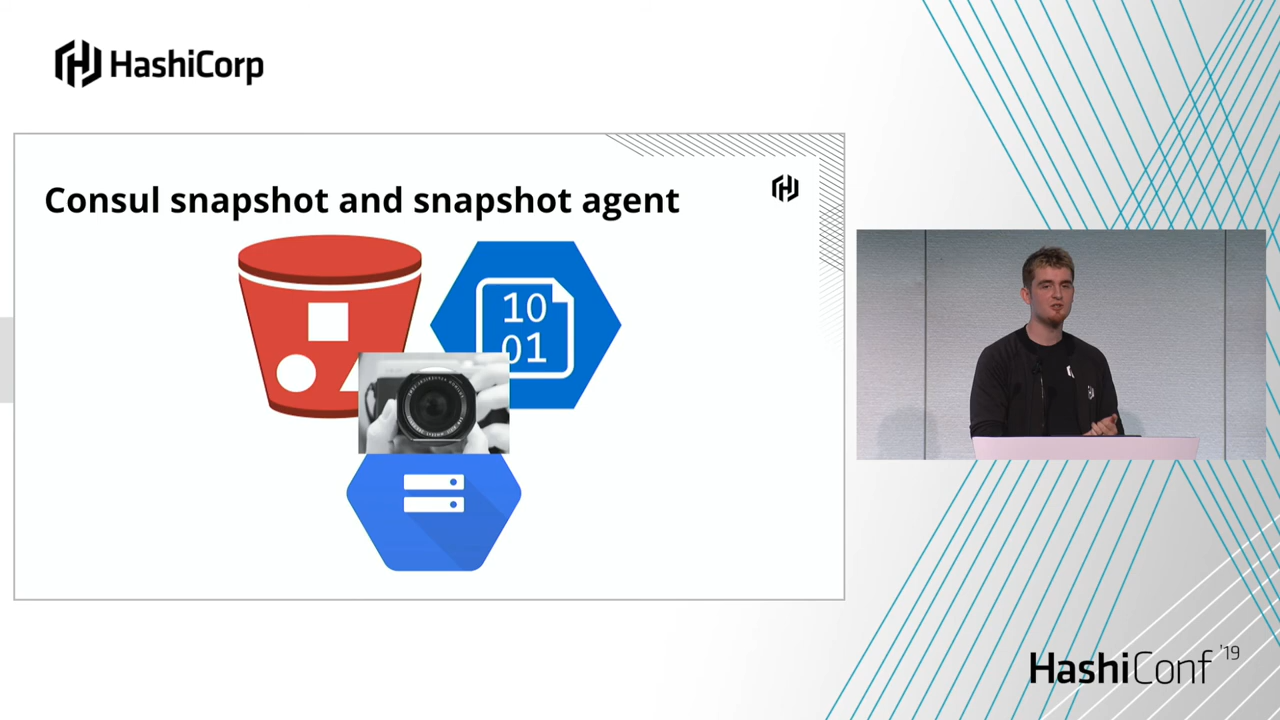 HashiCorp
Consul snapshot and snapshot agent
10
01
HashiConf '19